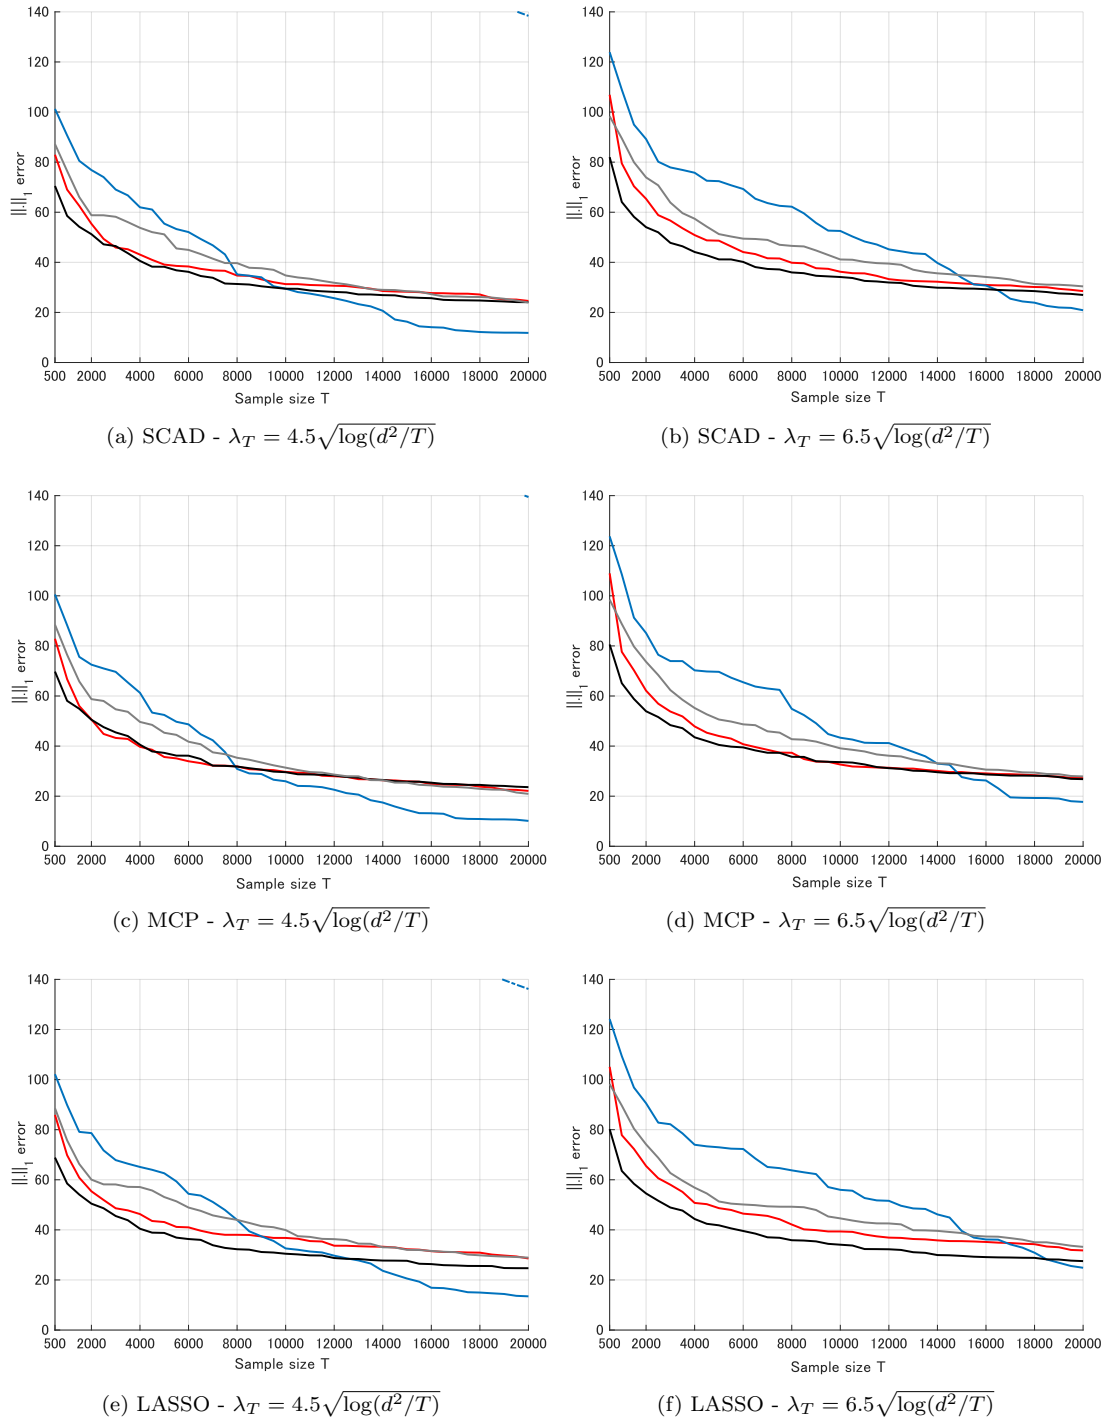 140
120
100
80
60
40
20
0
||.||₁ error
500 2000 4000 6000 8000 10000 12000 14000 16000 18000 20000
Sample size T
(a) SCAD - λ_T = 4.5√log(d²/T)
140
120
100
80
60
40
20
0
||.||₁ error
500 2000 4000 6000 8000 10000 12000 14000 16000 18000 20000
Sample size T
(b) SCAD - λ_T = 6.5√log(d²/T)
140
120
100
80
60
40
20
0
||.||₁ error
500 2000 4000 6000 8000 10000 12000 14000 16000 18000 20000
Sample size T
(c) MCP - λ_T = 4.5√log(d²/T)
140
120
100
80
60
40
20
0
||.||₁ error
500 2000 4000 6000 8000 10000 12000 14000 16000 18000 20000
Sample size T
(d) MCP - λ_T = 6.5√log(d²/T)
140
120
100
80
60
40
20
0
||.||₁ error
500 2000 4000 6000 8000 10000 12000 14000 16000 18000 20000
Sample size T
(e) LASSO - λ_T = 4.5√log(d²/T)
140
120
100
80
60
40
20
0
||.||₁ error
500 2000 4000 6000 8000 10000 12000 14000 16000 18000 20000
Sample size T
(f) LASSO - λ_T = 6.5√log(d²/T)